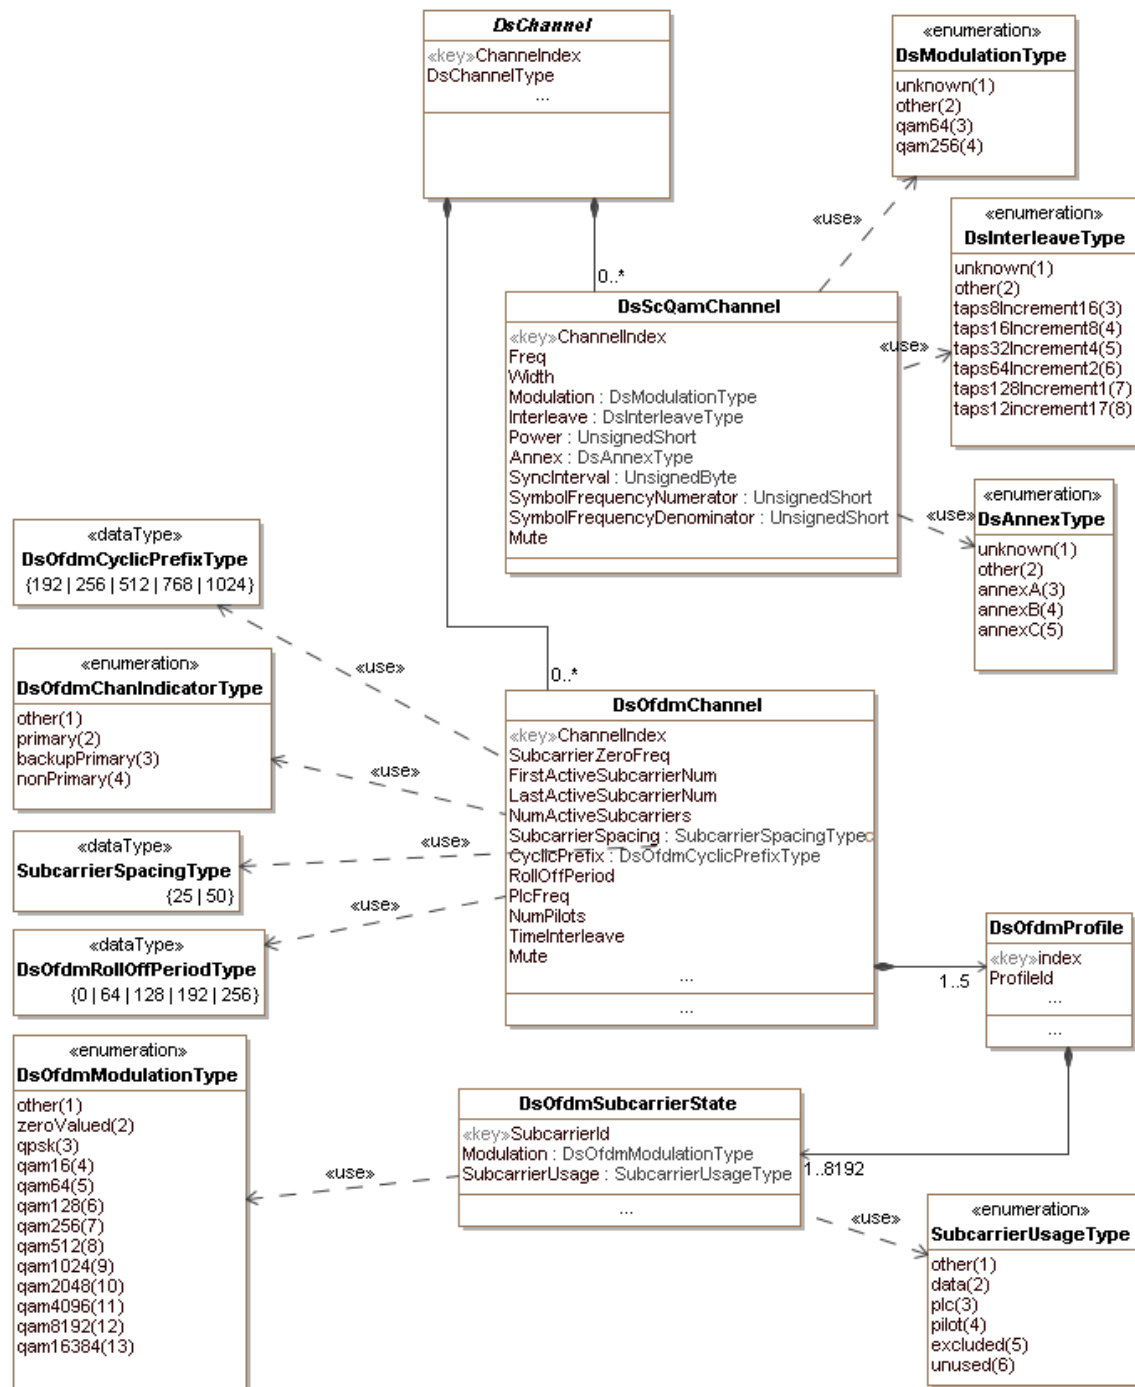 DsChannel
«key»ChannelIndex
DsChannelType
...
«enumeration»
DsModulationType
unknown(1)
other(2)
qam64(3)
qam256(4)
«use»
«enumeration»
DsInterleaveType
unknown(1)
other(2)
taps8Increment16(3)
taps16Increment8(4)
taps32Increment4(5)
taps64Increment2(6)
taps128Increment1(7)
taps12increment17(8)
«use»
0..*
DsScQamChannel
«key»ChannelIndex
Freq
Width
Modulation : DsModulationType
Interleave : DsInterleaveType
Power : UnsignedShort
Annex : DsAnnexType
SyncInterval : UnsignedByte
SymbolFrequencyNumerator : UnsignedShort
SymbolFrequencyDenominator : UnsignedShort
Mute
«use»
«enumeration»
DsAnnexType
unknown(1)
other(2)
annexA(3)
annexB(4)
annexC(5)
«dataType»
DsOfdmCyclicPrefixType
{192 | 256 | 512 | 768 | 1024}
«use»
«enumeration»
DsOfdmChanIndicatorType
other(1)
primary(2)
backupPrimary(3)
nonPrimary(4)
«use»
«dataType»
SubcarrierSpacingType
{25 | 50}
«use»
«dataType»
DsOfdmRollOffPeriodType
{0 | 64 | 128 | 192 | 256}
«use»
0..*
DsOfdmChannel
«key»ChannelIndex
SubcarrierZeroFreq
FirstActiveSubcarrierNum
LastActiveSubcarrierNum
NumActiveSubcarriers
SubcarrierSpacing : SubcarrierSpacingType
CyclicPrefix : DsOfdmCyclicPrefixType
RollOffPeriod
PlcFreq
NumPilots
TimeInterleave
Mute
...
...
1..5
DsOfdmProfile
«key»index
ProfileId
...
...
«enumeration»
DsOfdmModulationType
other(1)
zeroValued(2)
qpsk(3)
qam16(4)
qam64(5)
qam128(6)
qam256(7)
qam512(8)
qam1024(9)
qam2048(10)
qam4096(11)
qam8192(12)
qam16384(13)
«use»
DsOfdmSubcarrierState
«key»SubcarrierId
Modulation : DsOfdmModulationType
SubcarrierUsage : SubcarrierUsageType
...
1..8192
«use»
«enumeration»
SubcarrierUsageType
other(1)
data(2)
plc(3)
pilot(4)
excluded(5)
unused(6)